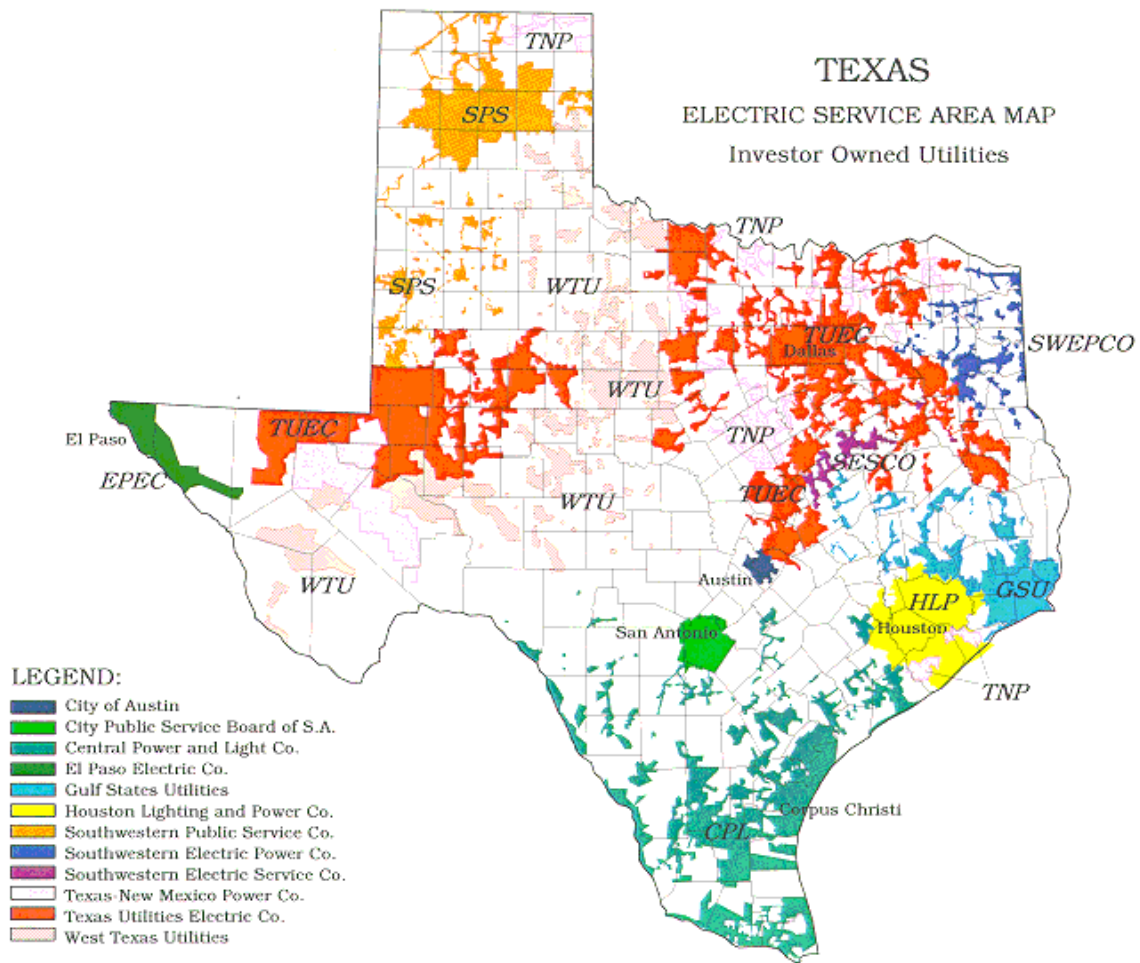 TNP
TEXAS
ELECTRIC SERVICE AREA MAP
Investor Owned Utilities
SPS
TNP
SPS
WTU
TUEC
Dallas
SWEPCO
WTU
El Paso
TUEC
TNP
SESCO
EPEC
TUEC
WTU
WTU
Austin
GSU
HLP
Houston
San Antonio
TNP
Corpus Christi
CPL
LEGEND:
City of Austin
City Public Service Board of S.A.
Central Power and Light Co.
El Paso Electric Co.
Gulf States Utilities
Houston Lighting and Power Co.
Southwestern Public Service Co.
Southwestern Electric Power Co.
Southwestern Electric Service Co.
Texas-New Mexico Power Co.
Texas Utilities Electric Co.
West Texas Utilities